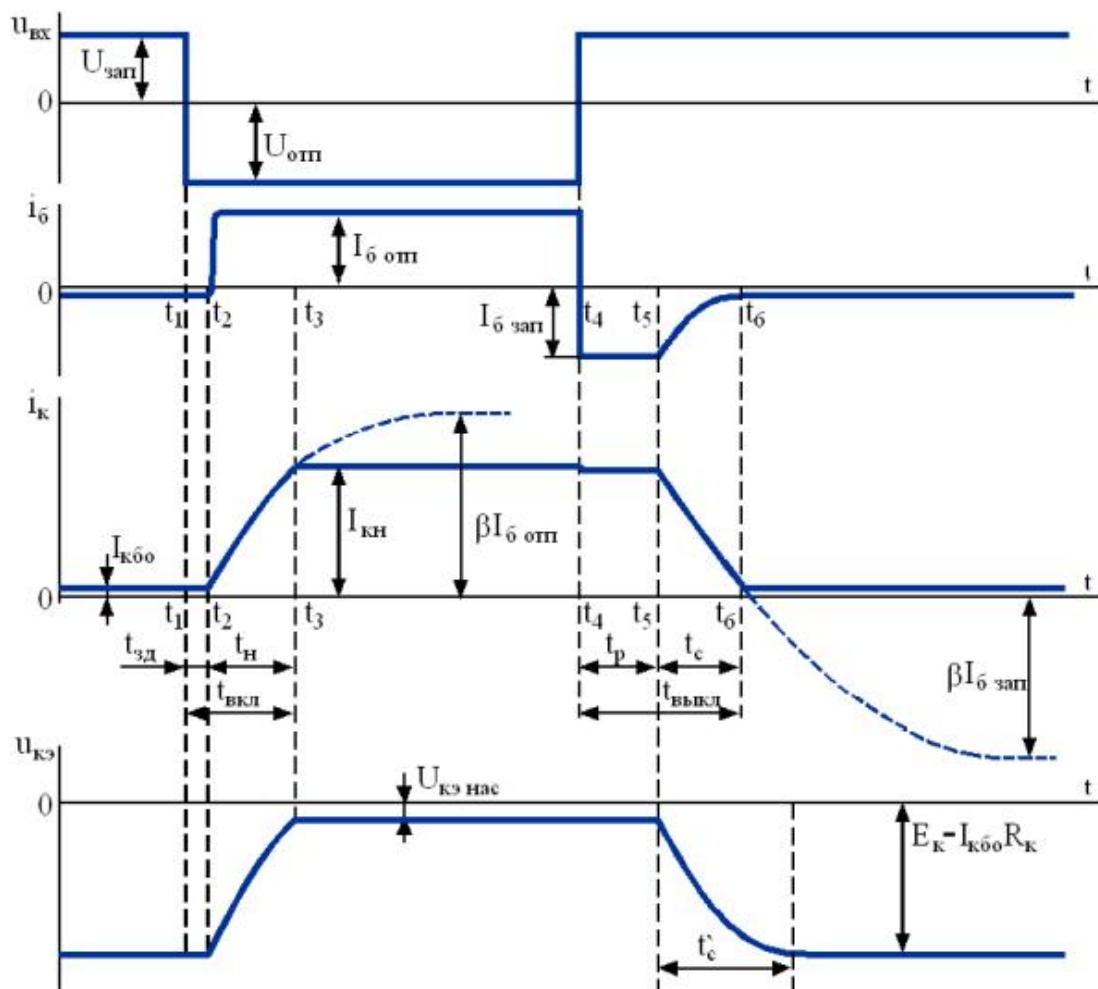 uвх
Uзап
t
0
Uотп
iб
Iб отп
t
0
t1 t2 t3 Iб зап t4 t5 t6
iк
Iкн
βIб отп
Iкбо
t
0
t1 t2 t3 t4 t5 t6
tзд tн tр tс
tвкл tвыкл
βIб зап
uкэ
Uкэ нас
t
0
Eк-IкбоRк
t`с